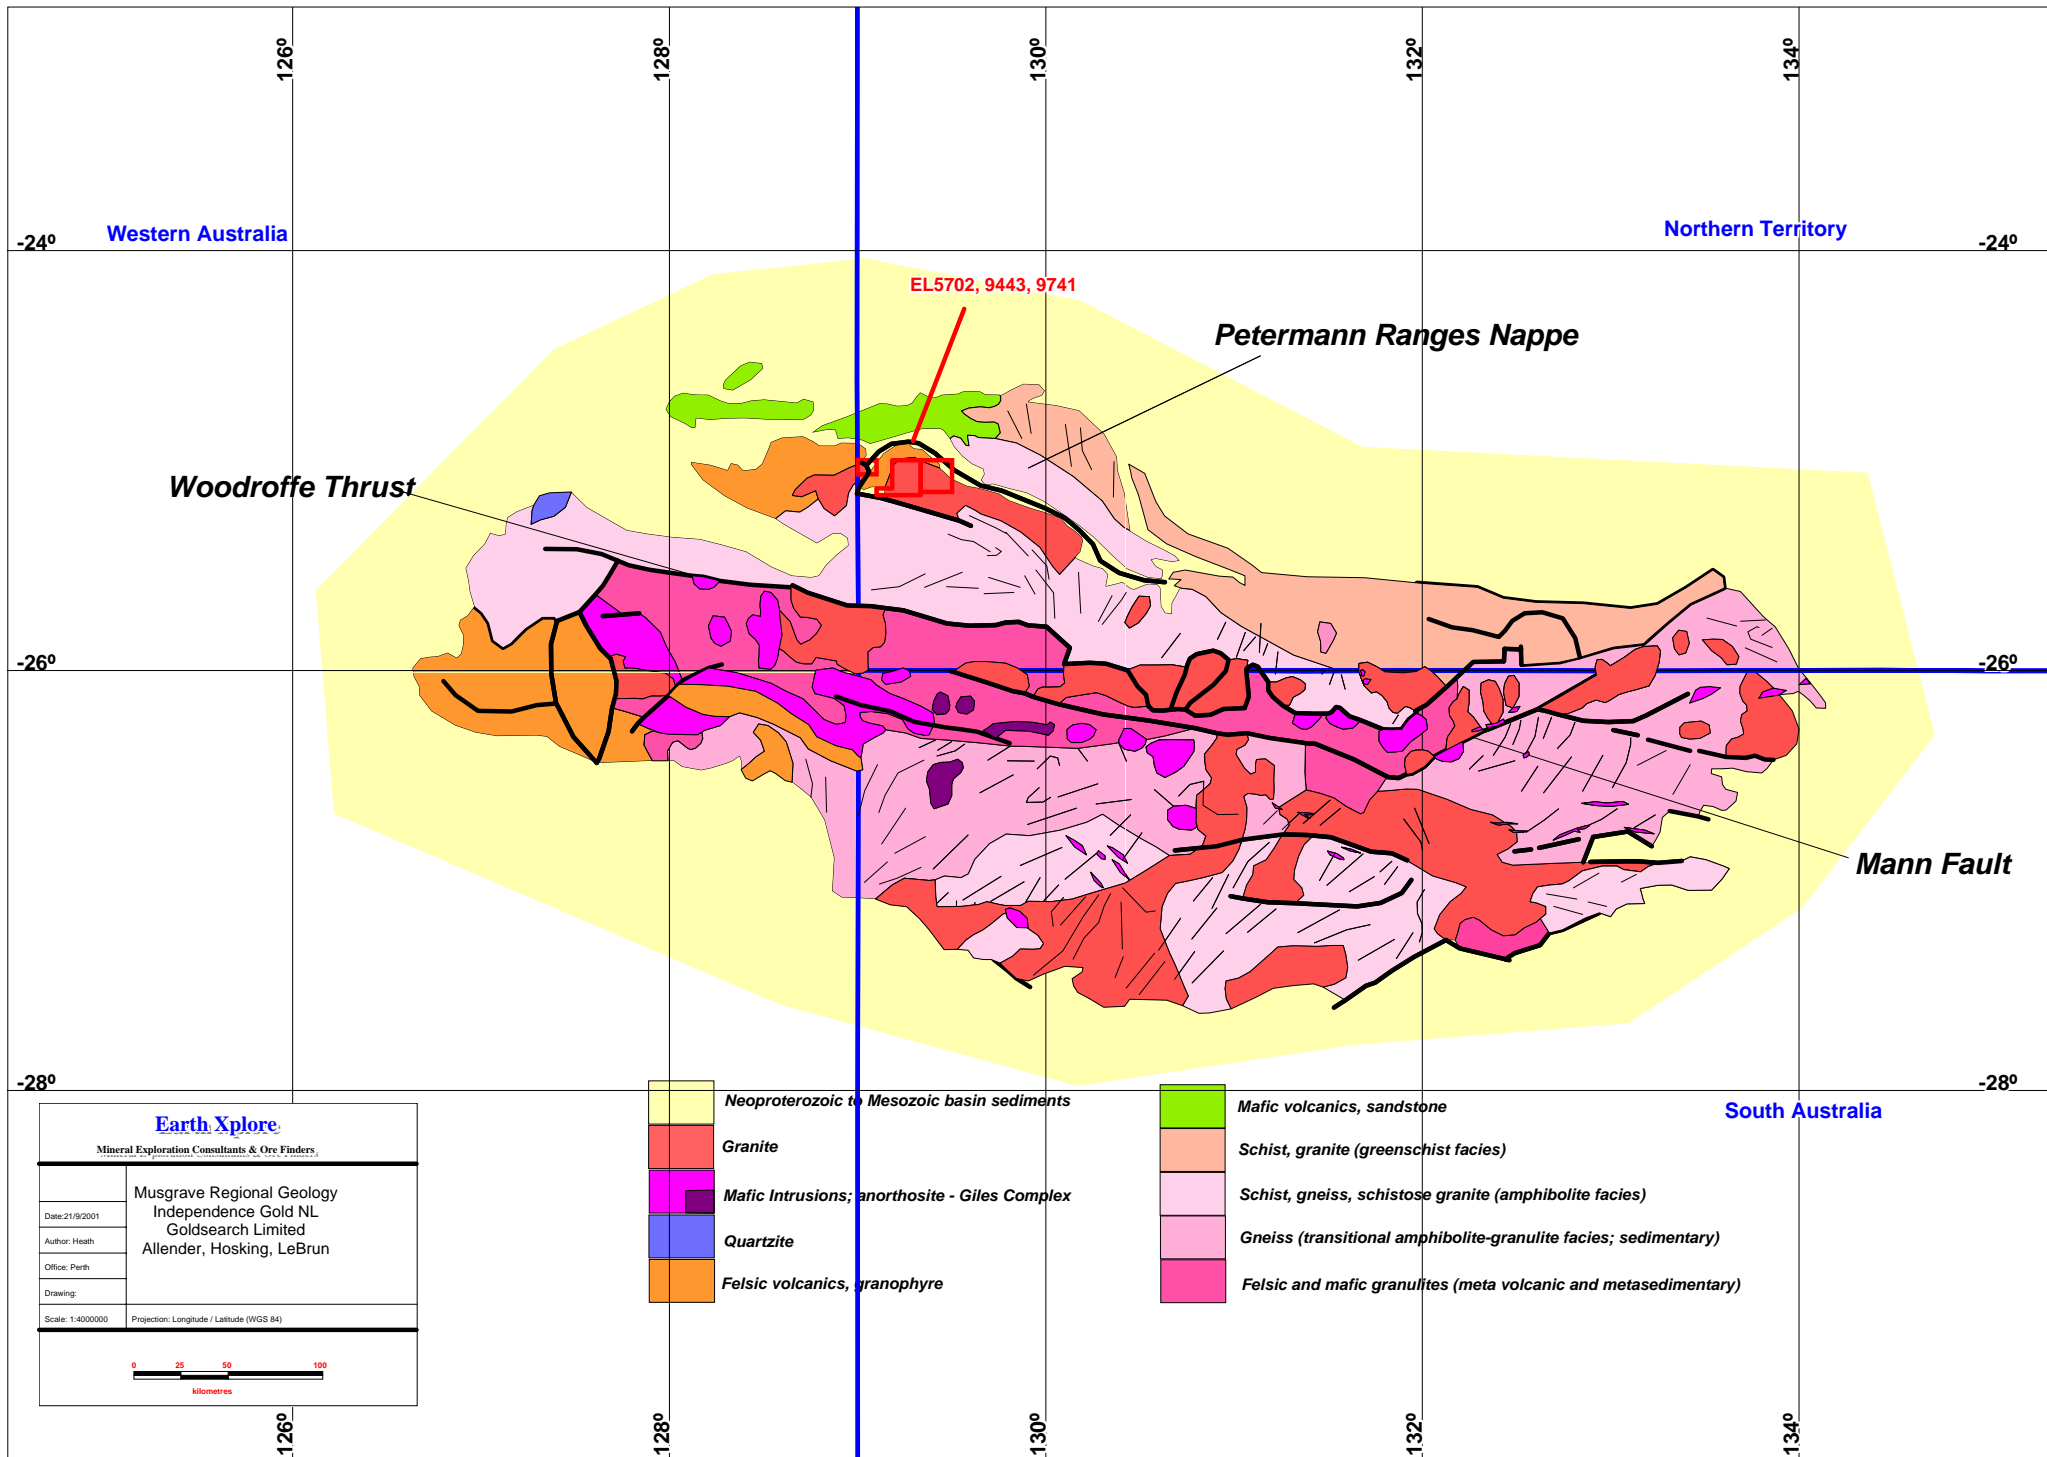 126º
128º
130º
132º
134º
Western Australia
Northern Territory
-24º
-24º
EL5702, 9443, 9741
Petermann Ranges Nappe
Woodroffe Thrust
-26º
-26º
Mann Fault
-28º
-28º
South Australia
Neoproterozoic to Mesozoic basin sediments
Granite
Mafic Intrusions; anorthosite - Giles Complex
Quartzite
Felsic volcanics, granophyre
Mafic volcanics, sandstone
Schist, granite (greenschist facies)
Schist, gneiss, schistose granite (amphibolite facies)
Gneiss (transitional amphibolite-granulite facies; sedimentary)
Felsic and mafic granulites (meta volcanic and metasedimentary)
Earth Xplore
Mineral Exploration Consultants & Ore Finders
Musgrave Regional Geology
Independence Gold NL
Goldsearch Limited
Allender, Hosking, LeBrun
Date:21/9/2001
Author: Heath
Office: Perth
Drawing:
Scale: 1:4000000
Projection: Longitude / Latitude (WGS 84)
0 25 50 100
kilometres
126º
128º
130º
132º
134º